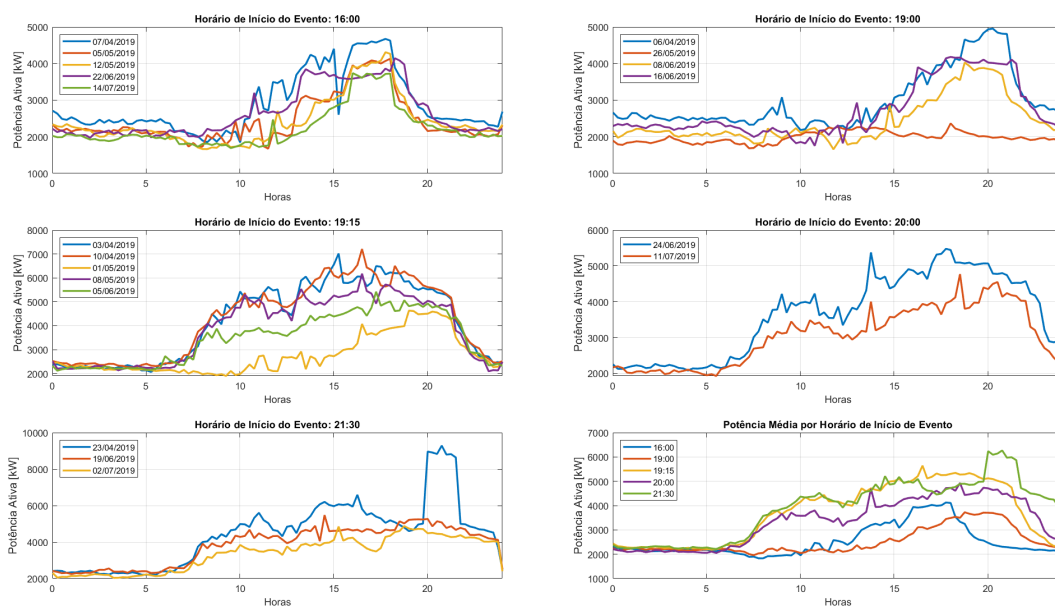 Horário de Início do Evento: 16:00
Potência Ativa [kW]
5000
4000
3000
2000
1000
07/04/2019
05/05/2019
12/05/2019
22/06/2019
14/07/2019
0 5 10 15 20
Horas
Horário de Início do Evento: 19:00
Potência Ativa [kW]
5000
4000
3000
2000
1000
06/04/2019
26/05/2019
08/06/2019
16/06/2019
0 5 10 15 20
Horas
Horário de Início do Evento: 19:15
Potência Ativa [kW]
8000
7000
6000
5000
4000
3000
2000
03/04/2019
10/04/2019
01/05/2019
08/05/2019
05/06/2019
0 5 10 15 20
Horas
Horário de Início do Evento: 20:00
Potência Ativa [kW]
6000
5000
4000
3000
2000
24/06/2019
11/07/2019
0 5 10 15 20
Horas
Horário de Início do Evento: 21:30
Potência Ativa [kW]
10000
8000
6000
4000
2000
23/04/2019
19/06/2019
02/07/2019
0 5 10 15 20
Horas
Potência Média por Horário de Início de Evento
Potência Ativa [kW]
7000
6000
5000
4000
3000
2000
1000
16:00
19:00
19:15
20:00
21:30
0 5 10 15 20
Horas